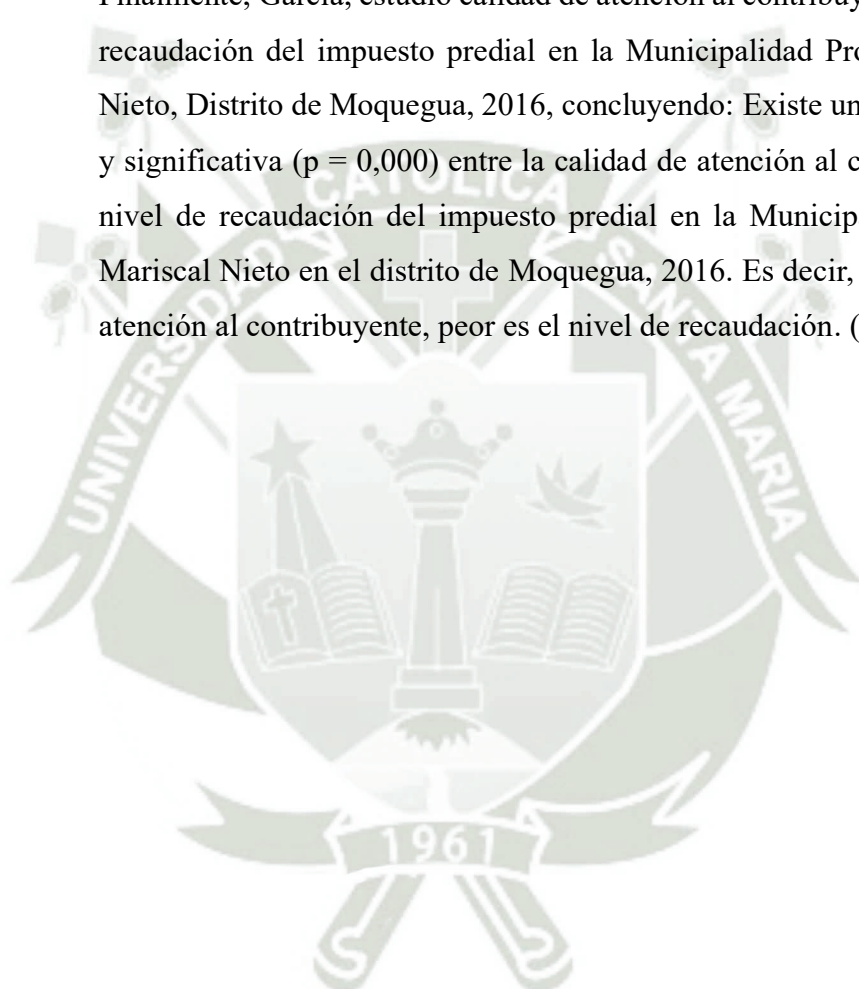 Finalmente, García, estudio calidad de atención al contribuy
recaudación del impuesto predial en la Municipalidad Pro
Nieto, Distrito de Moquegua, 2016, concluyendo: Existe un
y significativa (p = 0,000) entre la calidad de atención al c
nivel de recaudación del impuesto predial en la Municip
Mariscal Nieto en el distrito de Moquegua, 2016. Es decir,
atención al contribuyente, peor es el nivel de recaudación. (
UNIVERSIDAD CATOLICA SANTA MARIA
1961